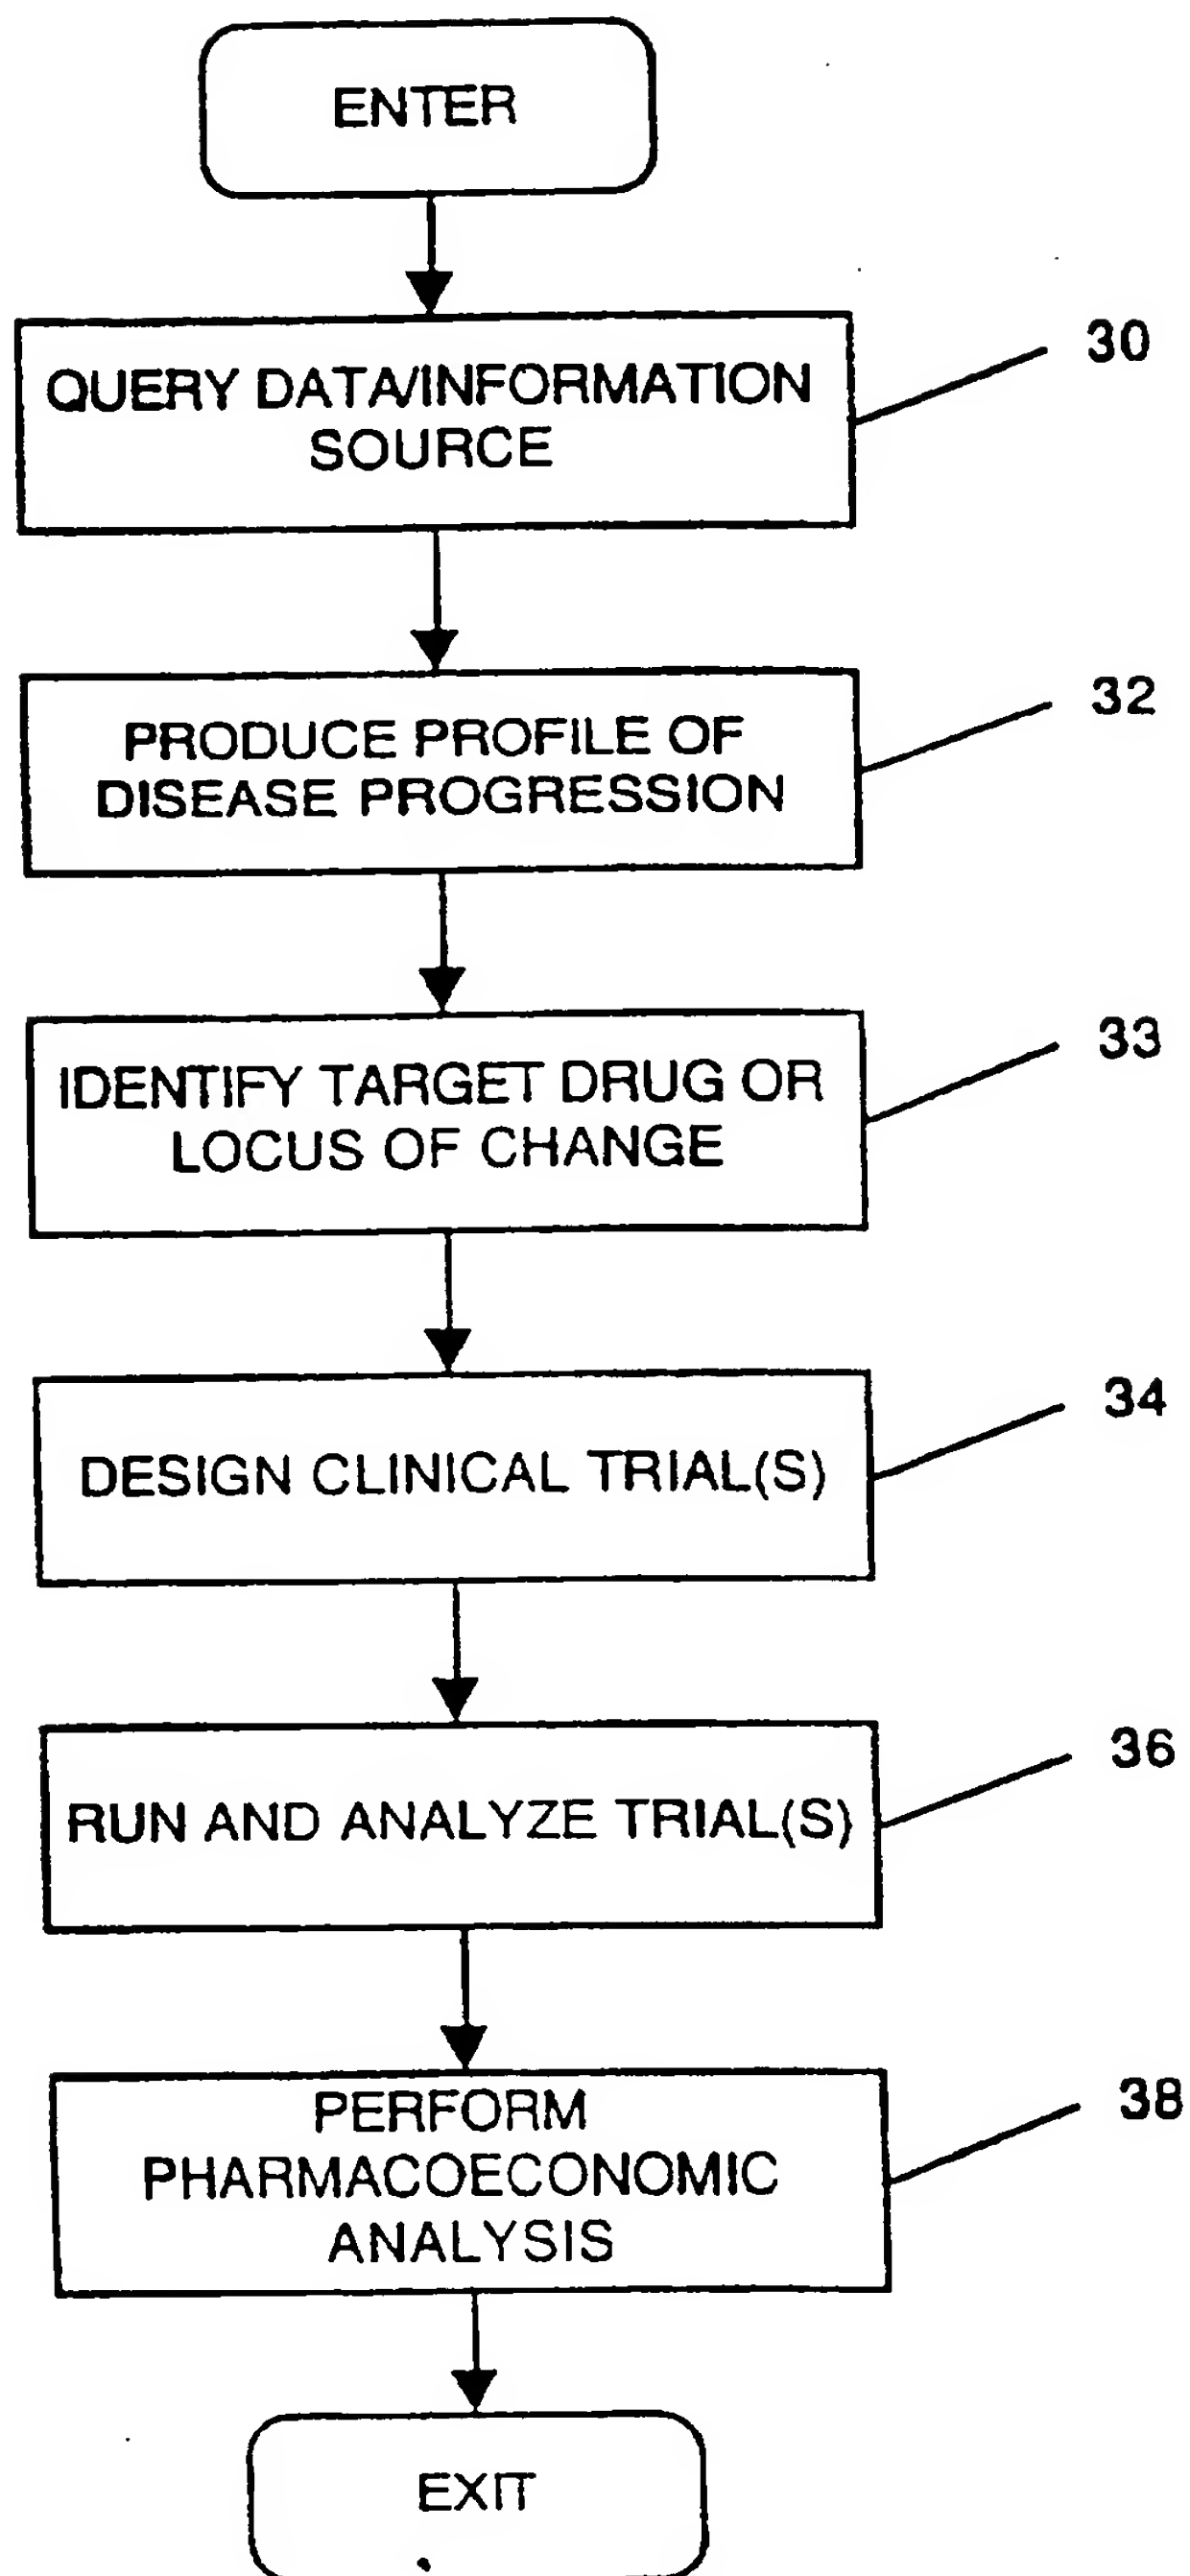 ENTER
QUERY DATA/INFORMATION
SOURCE
30
PRODUCE PROFILE OF
DISEASE PROGRESSION
32
IDENTIFY TARGET DRUG OR
LOCUS OF CHANGE
33
DESIGN CLINICAL TRIAL(S)
34
RUN AND ANALYZE TRIAL(S)
36
PERFORM
PHARMACOECONOMIC
ANALYSIS
38
EXIT